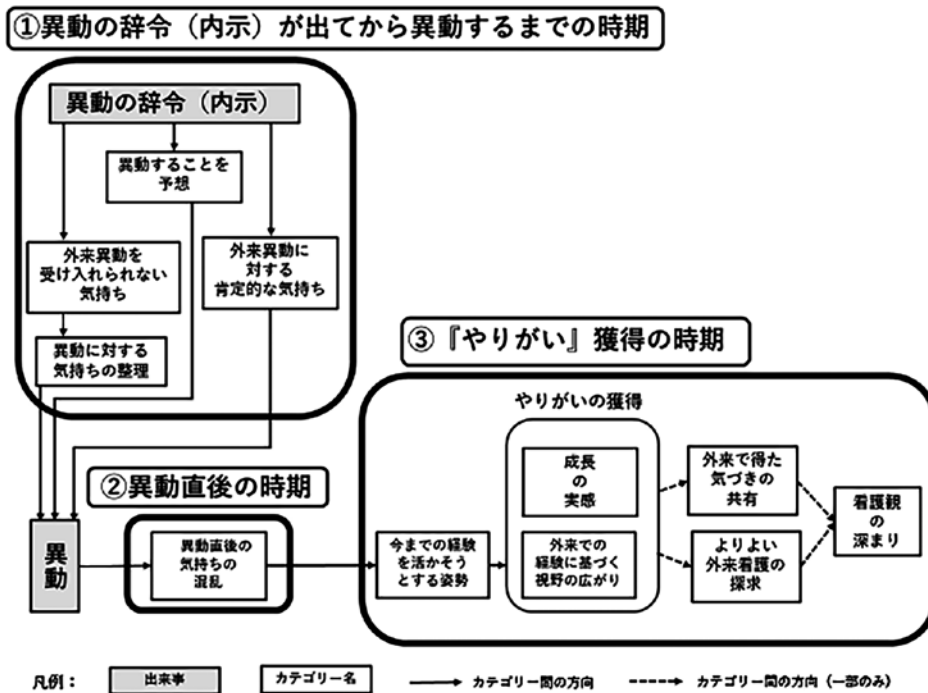 ①異動の辞令（内示）が出てから異動するまでの時期
異動の辞令（内示）
異動することを
予想
外来異動を
受け入れられない
気持ち
外来異動に
対する
肯定的な気持ち
異動に対する
気持ちの整理
②異動直後の時期
異動
異動直後の
気持ちの
混乱
③『やりがい』獲得の時期
やりがいの獲得
成長
の
実感
外来での
経験に基づく
視野の広がり
今までの経験
を活かそう
とする姿勢
外来で得た
気づきの
共有
よりよい
外来看護の
探求
看護観
の
深まり
凡例：
出来事
カテゴリー名
カテゴリー間の方向
カテゴリー間の方向（一部のみ）